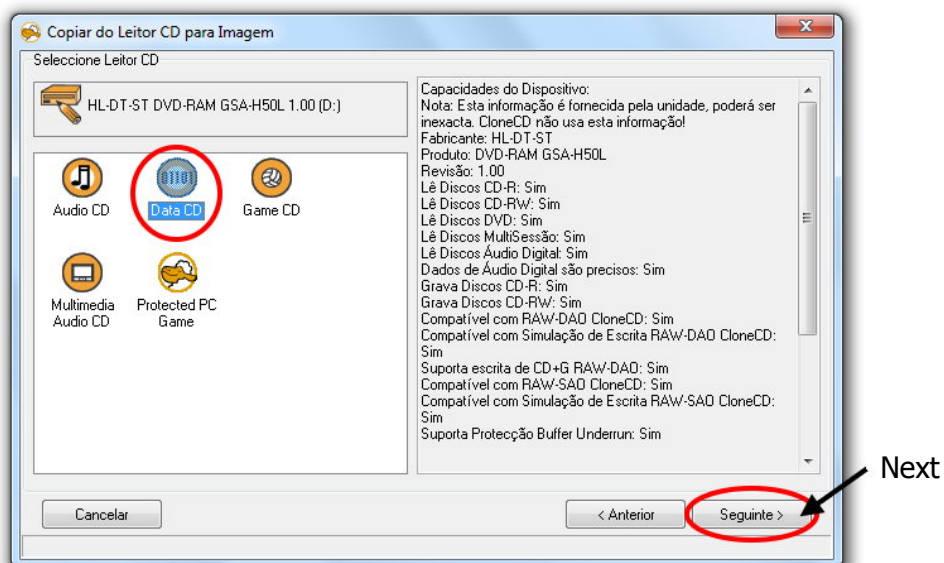 Copiar do Leitor CD para Imagem
Seleccione Leitor CD
HL-DT-ST DVD-RAM GSA-H50L 1.00 (D:)
01101
Audio CD
Data CD
Game CD
Multimedia
Audio CD
Protected PC
Game
Capacidades do Dispositivo:
Nota: Esta informação é fornecida pela unidade, poderá ser
inexacta. CloneCD não usa esta informação!
Fabricante: HL-DT-ST
Produto: DVD-RAM GSA-H50L
Revisão: 1.00
Lê Discos CD-R: Sim
Lê Discos CD-RW: Sim
Lê Discos DVD: Sim
Lê Discos MultiSessão: Sim
Lê Discos Áudio Digital: Sim
Dados de Áudio Digital são precisos: Sim
Grava Discos CD-R: Sim
Grava Discos CD-RW: Sim
Compatível com RAW-DAO CloneCD: Sim
Compatível com Simulação de Escrita RAW-DAO CloneCD:
Sim
Suporta escrita de CD+G RAW-DAO: Sim
Compatível com RAW-SAO CloneCD: Sim
Compatível com Simulação de Escrita RAW-SAO CloneCD:
Sim
Suporta Protecção Buffer Underrun: Sim
Cancelar
< Anterior
Seguinte >
Next